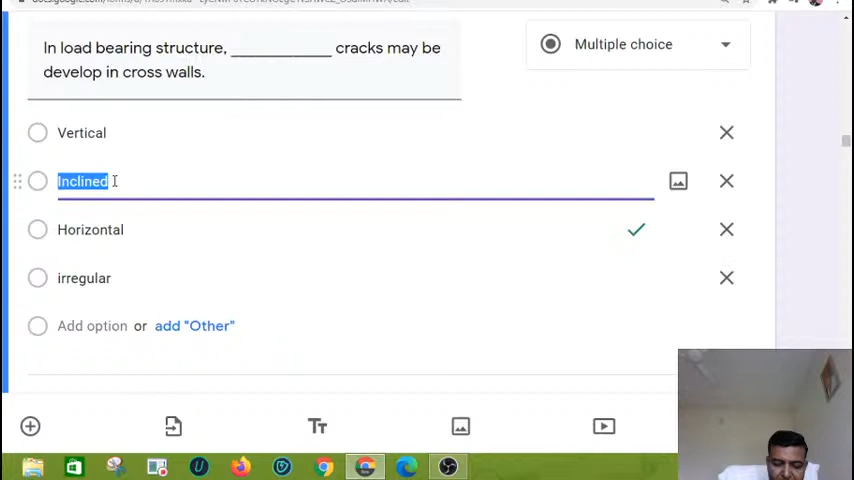 In load bearing structure, ____________ cracks may be
develop in cross walls.
Multiple choice
Vertical
Inclined
Horizontal
irregular
Add option or add "Other"